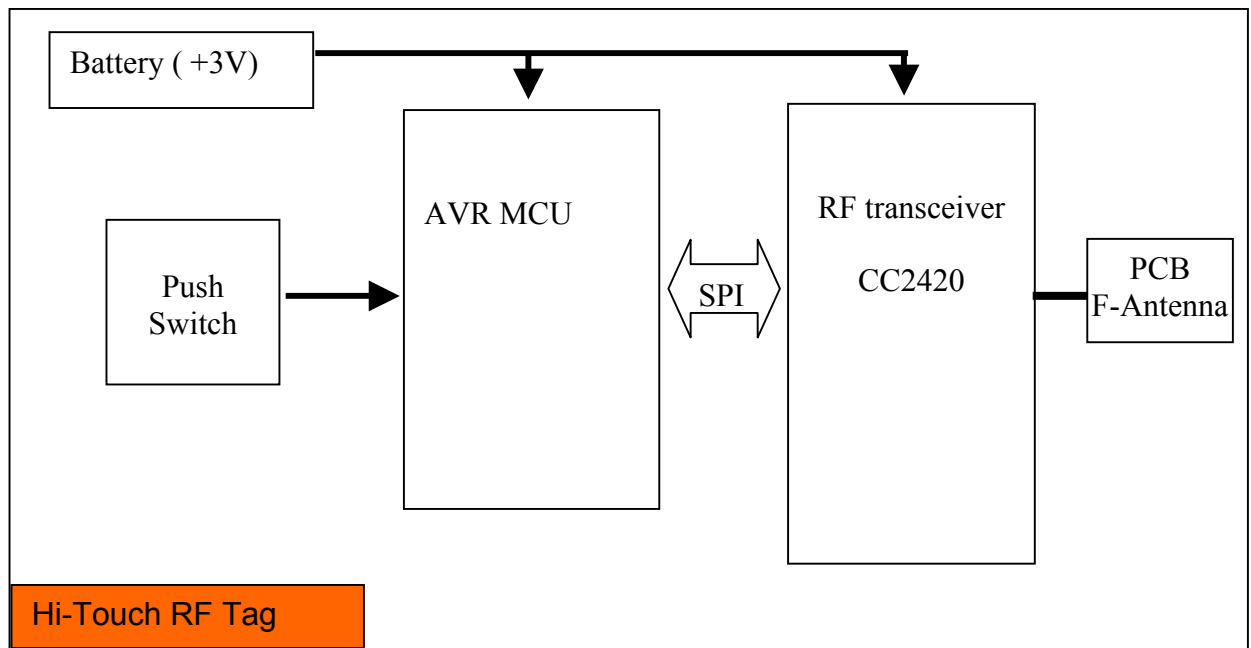 Battery ( +3V)
AVR MCU
RF transceiver
CC2420
Push
Switch
SPI
PCB
F-Antenna
Hi-Touch RF Tag